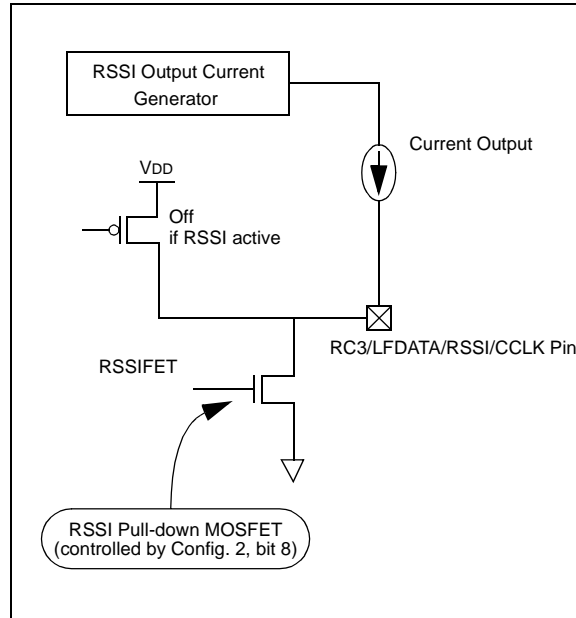 RSSI Output Current
Generator
Current Output
VDD
Off
if RSSI active
RC3/LFDATA/RSSI/CCLK Pin
RSSIFET
RSSI Pull-down MOSFET
(controlled by Config. 2, bit 8)